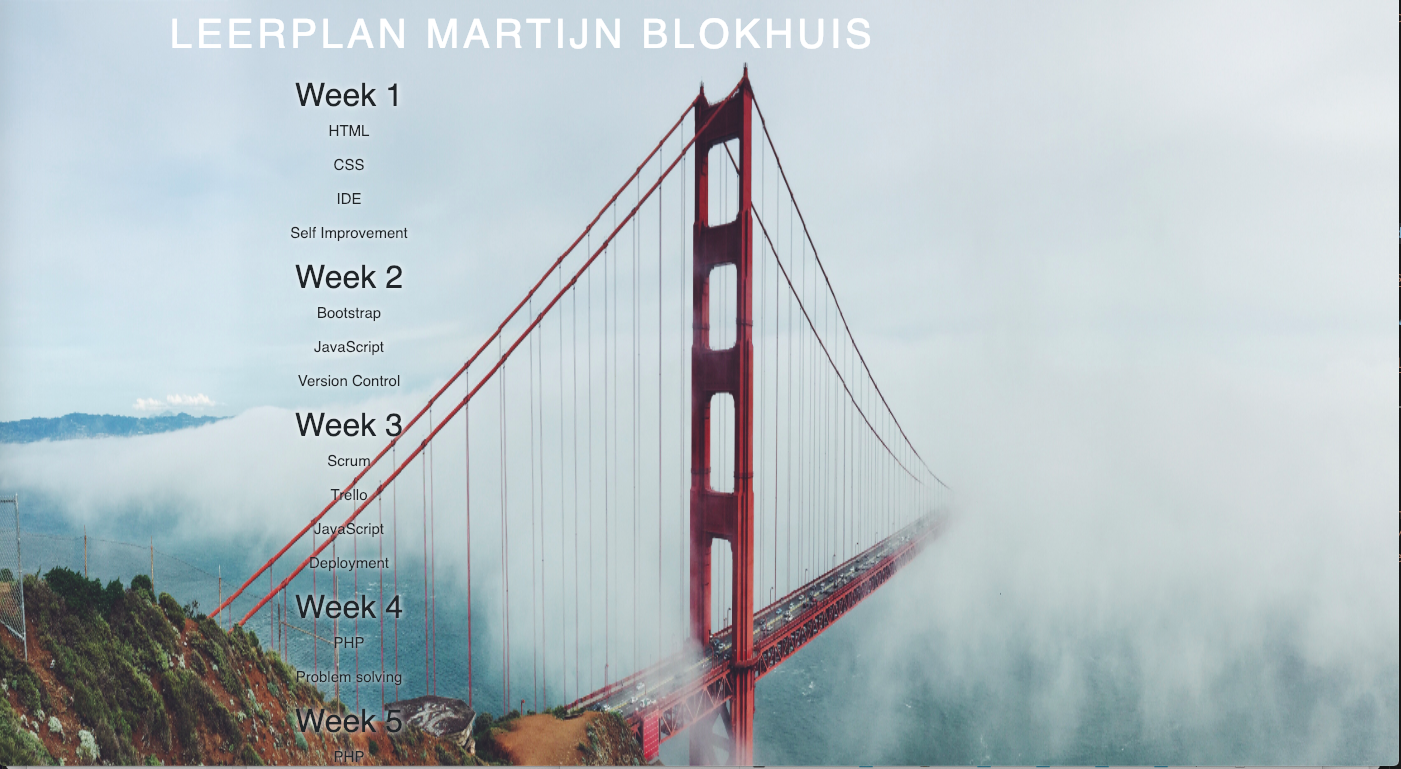 LEERPLAN MARTIJN BLOKHUIS
Week 1
HTML
CSS
IDE
Self Improvement
Week 2
Bootstrap
JavaScript
Version Control
Week 3
Scrum
Trello
JavaScript
Deployment
Week 4
PHP
Problem solving
Week 5
PHP